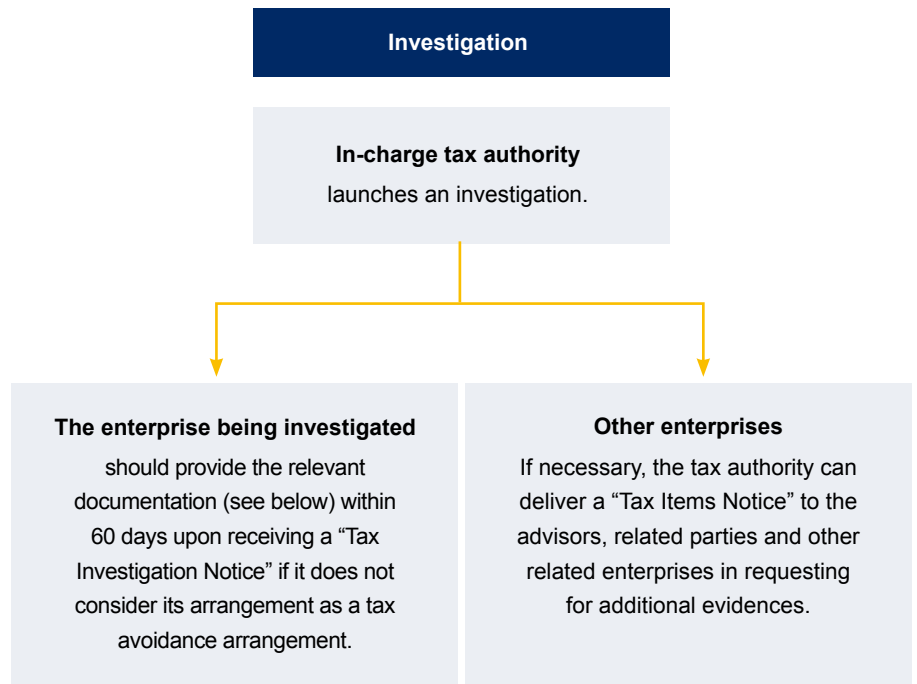 Investigation
In-charge tax authority
launches an investigation.
The enterprise being investigated
should provide the relevant
documentation (see below) within
60 days upon receiving a “Tax
Investigation Notice” if it does not
consider its arrangement as a tax
avoidance arrangement.
Other enterprises
If necessary, the tax authority can
deliver a “Tax Items Notice” to the
advisors, related parties and other
related enterprises in requesting
for additional evidences.